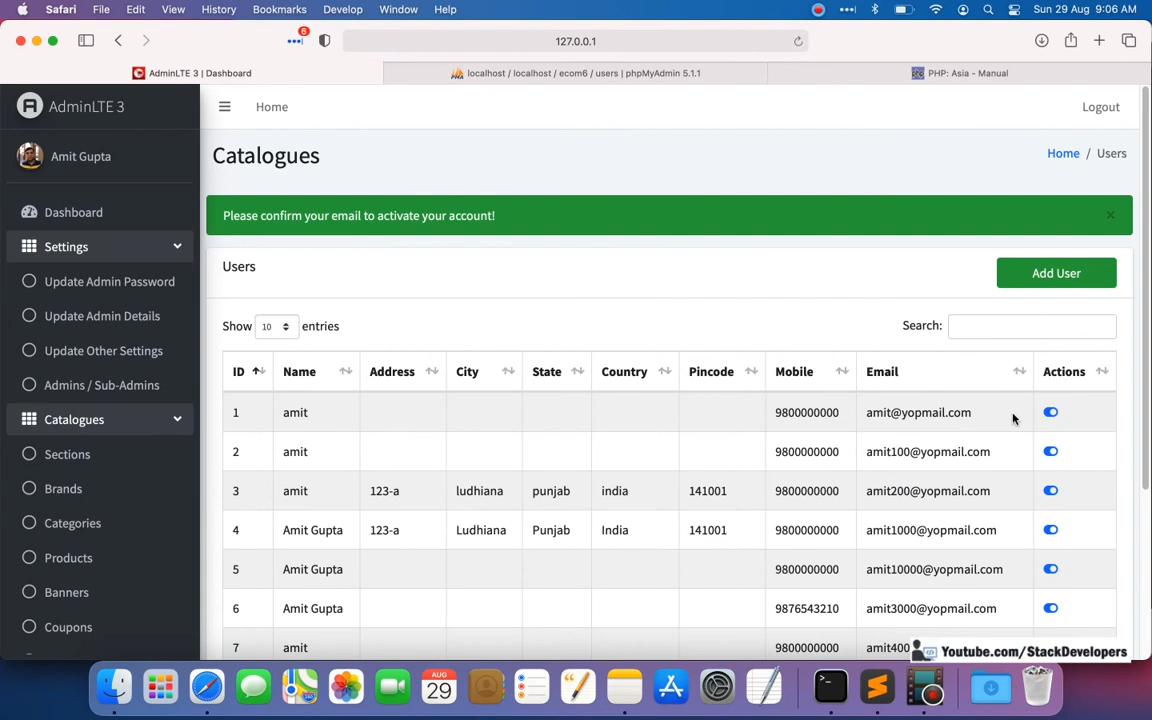 Safari File Edit View History Bookmarks Develop Window Help Sun 29 Aug 9:06 AM
6
127.0.0.1
AdminLTE 3 | Dashboard
localhost / localhost / ecom6 / users | phpMyAdmin 5.1.1
PHP: Asia - Manual
AdminLTE 3
Home
Logout
Amit Gupta
Catalogues
Home / Users
Dashboard
Please confirm your email to activate your account!
×
Settings
Users
Add User
Update Admin Password
Update Admin Details
Show 10 entries
Search:
Update Other Settings
ID Name Address City State Country Pincode Mobile Email Actions
Admins / Sub-Admins
1 amit 9800000000 amit@yopmail.com
Catalogues
2 amit 9800000000 amit100@yopmail.com
Sections
3 amit 123-a ludhiana punjab india 141001 9800000000 amit200@yopmail.com
Brands
4 Amit Gupta 123-a Ludhiana Punjab India 141001 9800000000 amit1000@yopmail.com
Categories
5 Amit Gupta 9800000000 amit10000@yopmail.com
Products
6 Amit Gupta 9876543210 amit3000@yopmail.com
Banners
7 amit 9800000000 amit400
Coupons
Youtube.com/StackDevelopers
AUG
29